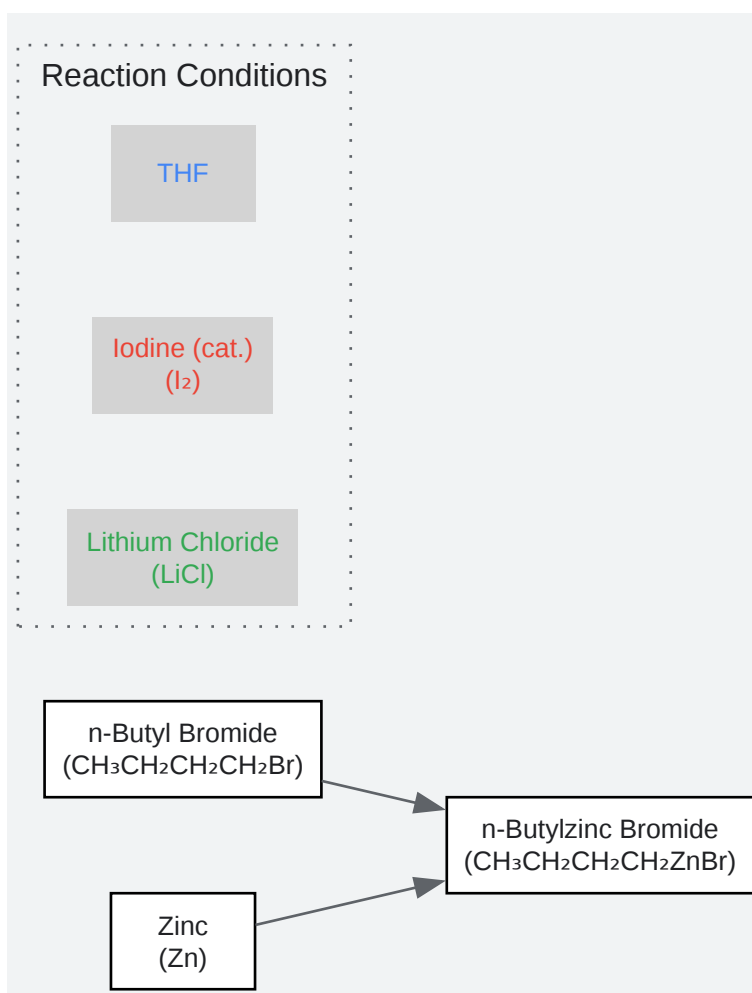 Reaction Conditions
THF
Iodine (cat.)
(I₂)
Lithium Chloride
(LiCl)
n-Butyl Bromide
(CH₃CH₂CH₂CH₂Br)
n-Butylzinc Bromide
(CH₃CH₂CH₂CH₂ZnBr)
Zinc
(Zn)